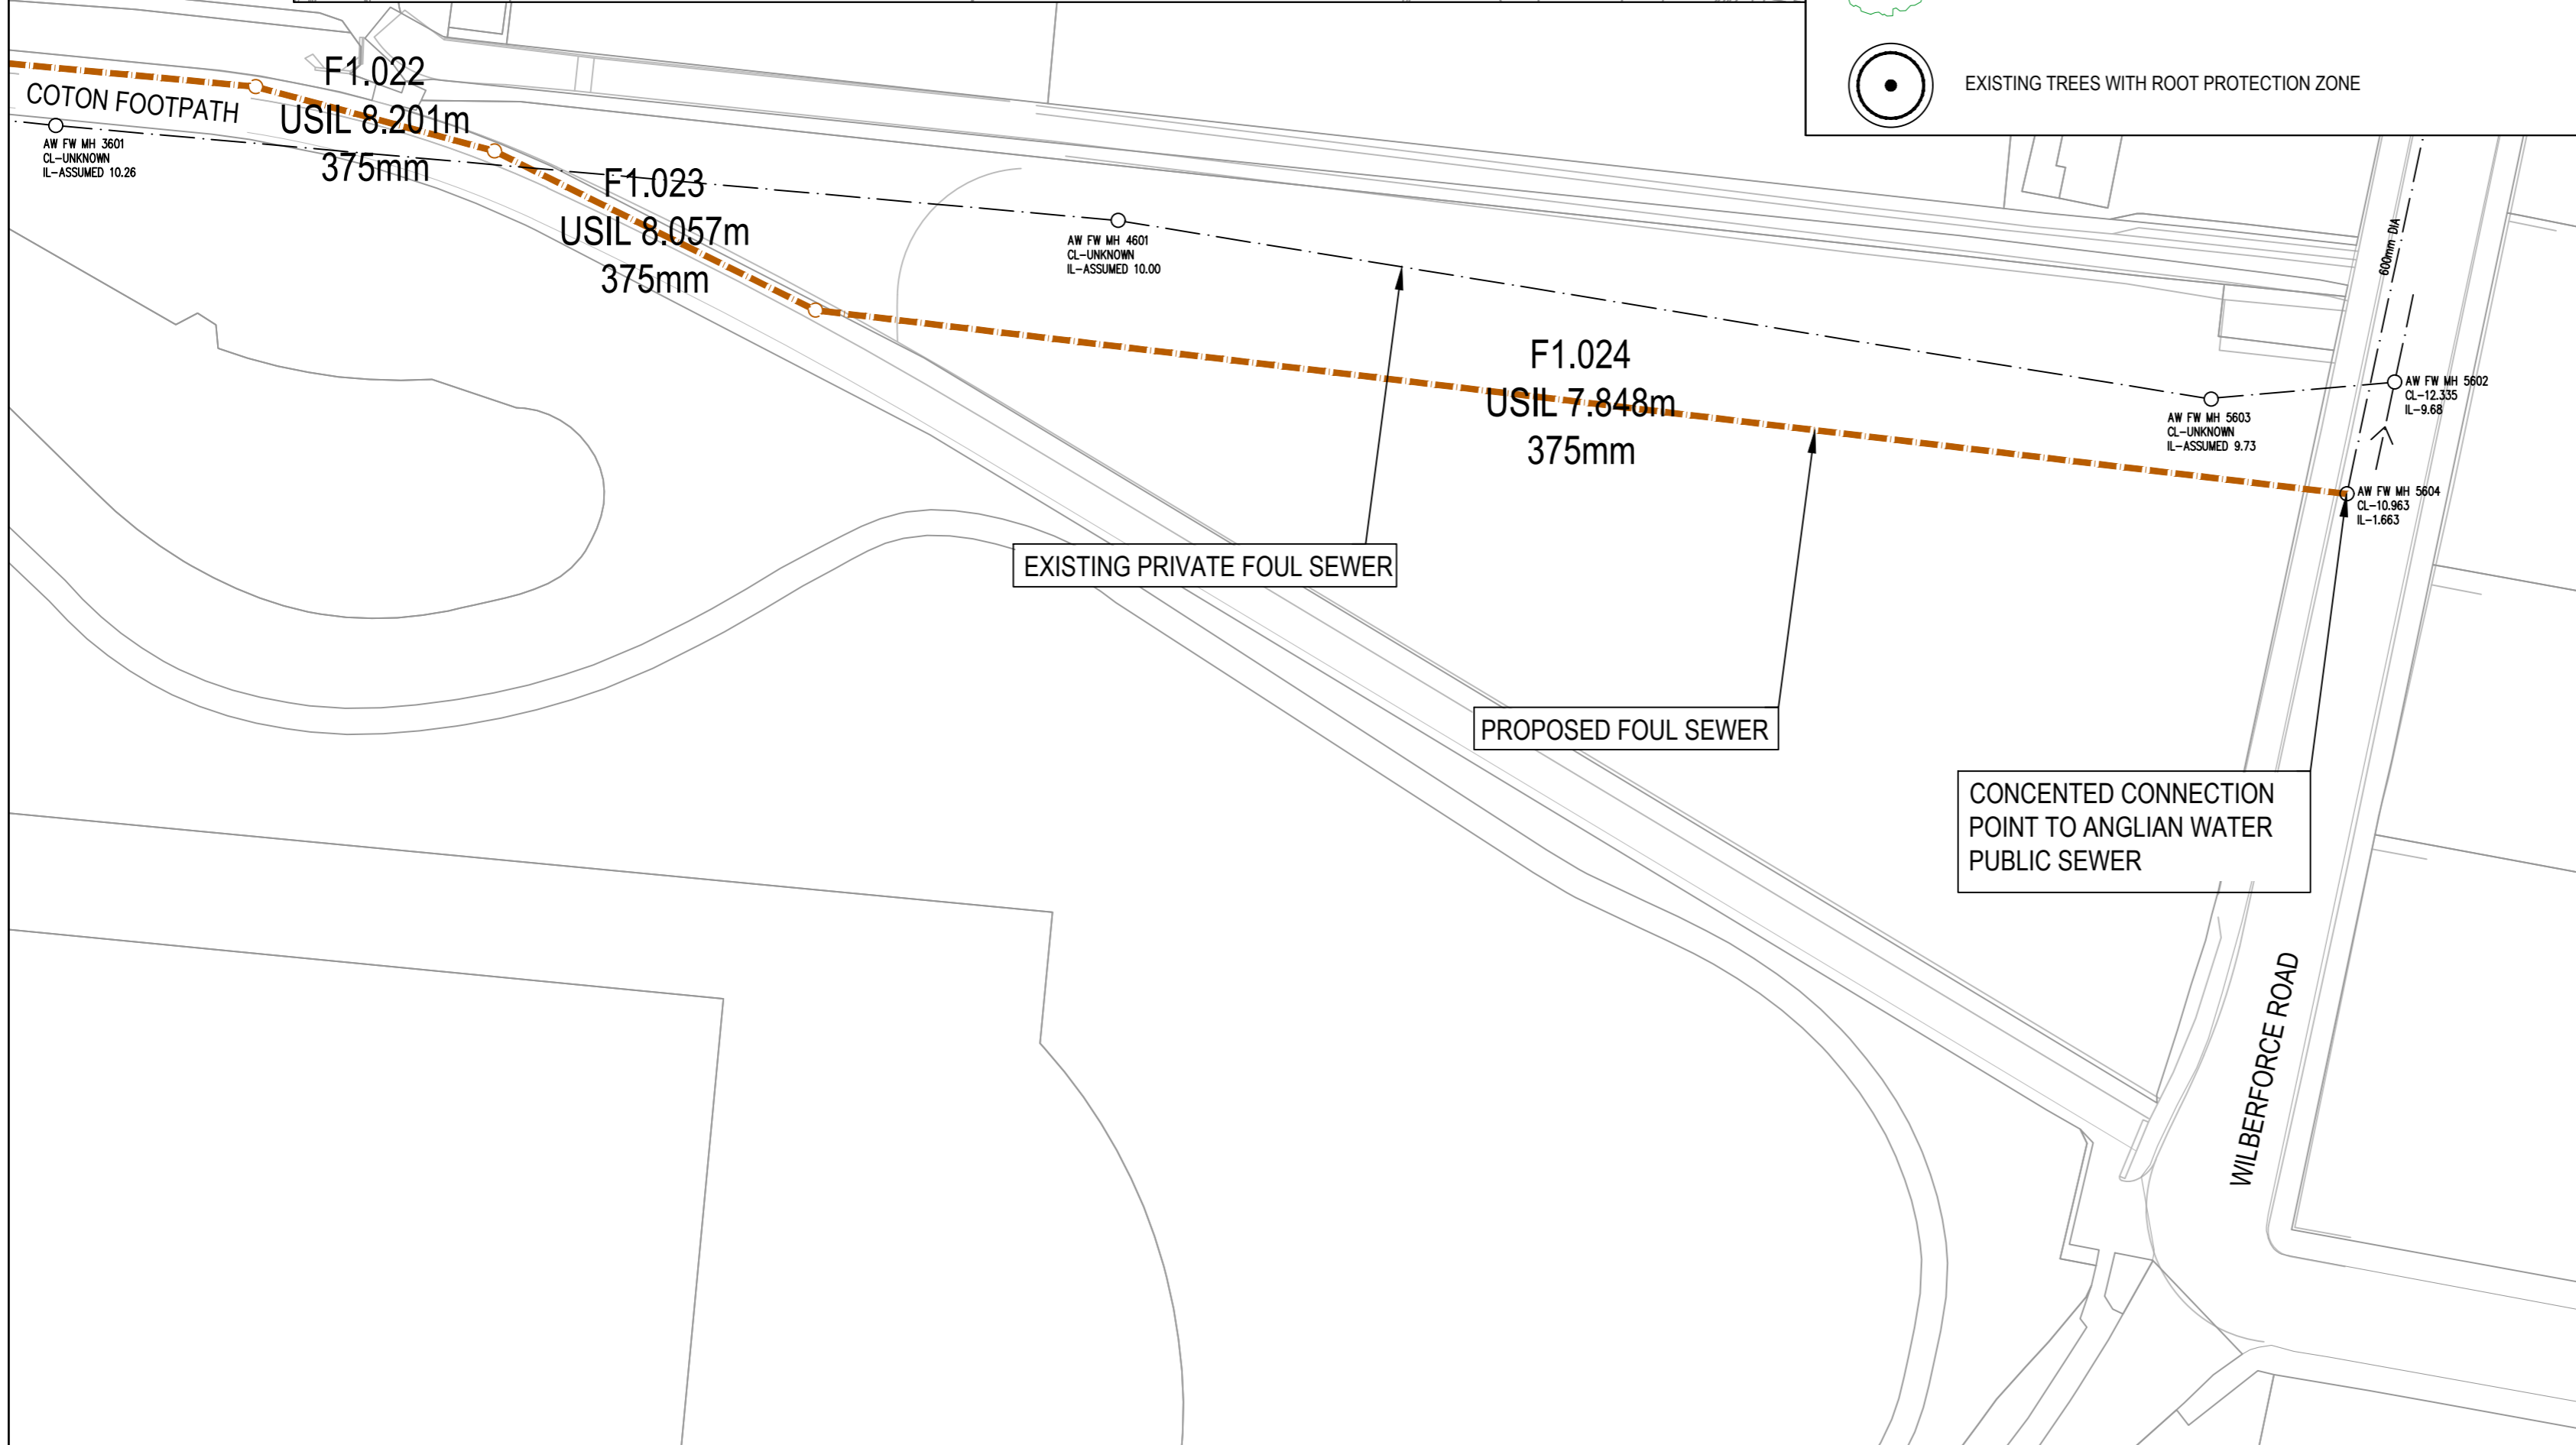 EXISTING TREES WITH ROOT PROTECTION ZONE
COTON FOOTPATH
F1.022
USIL 8.201m
375mm
AW FW MH 3601
CL-UNKNOWN
IL-ASSUMED 10.26
F1.023
USIL 8.057m
375mm
AW FW MH 4601
CL-UNKNOWN
IL-ASSUMED 10.00
600mm DIA
F1.024
USIL 7.848m
375mm
AW FW MH 5602
CL-12.335
IL-9.68
AW FW MH 5603
CL-UNKNOWN
IL-ASSUMED 9.73
AW FW MH 5604
CL-10.963
IL-1.663
EXISTING PRIVATE FOUL SEWER
PROPOSED FOUL SEWER
CONCENTED CONNECTION
POINT TO ANGLIAN WATER
PUBLIC SEWER
WILBERFORCE ROAD